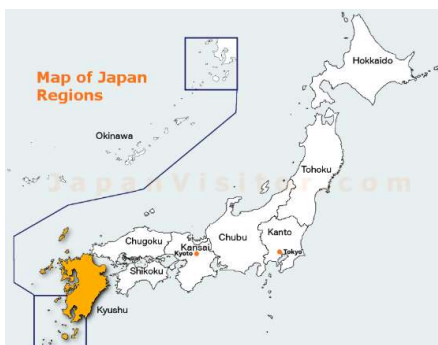 Map of Japan
Regions
Hokkaido
Okinawa
Tohoku
JapanVisitor.com
Chugoku
Kansai
Kyoto
Chubu
Kanto
Tokyo
Shikoku
Kyushu